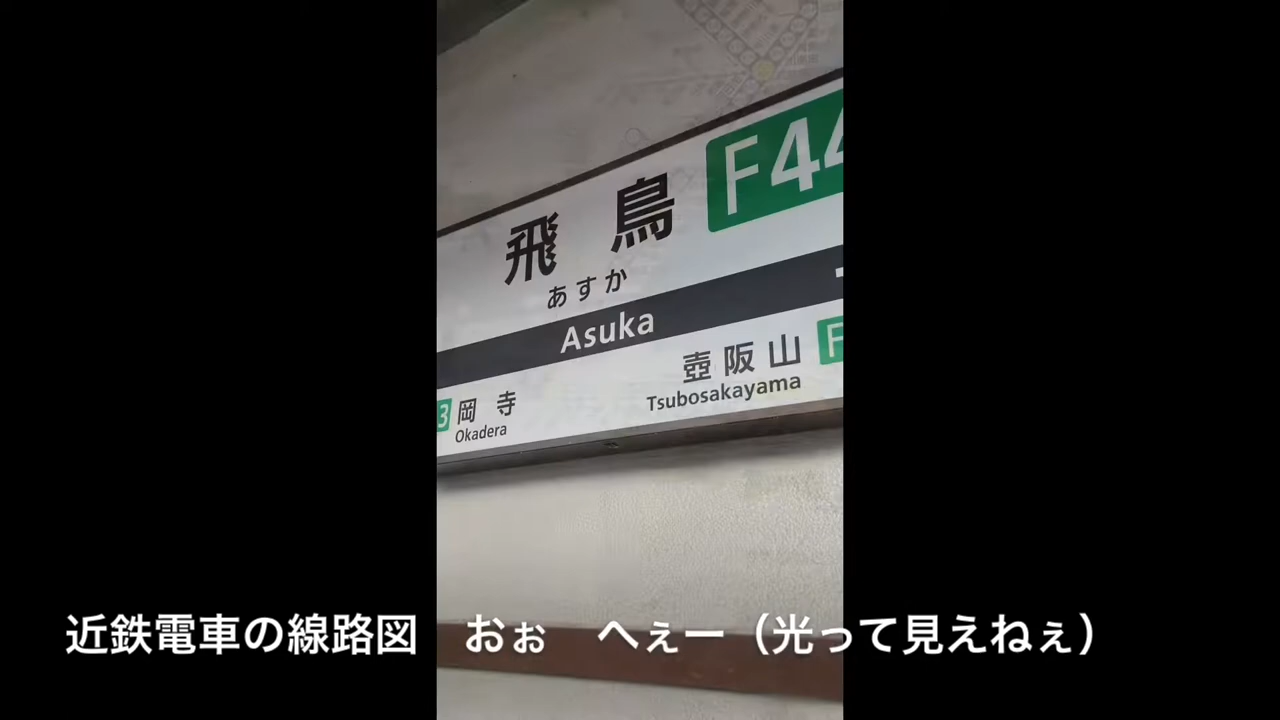 F44
飛鳥
あすか
Asuka
3 岡寺
Okadera
壺阪山 F
Tsubosakayama
近鉄電車の線路図 おぉ へぇー（光って見えねぇ）